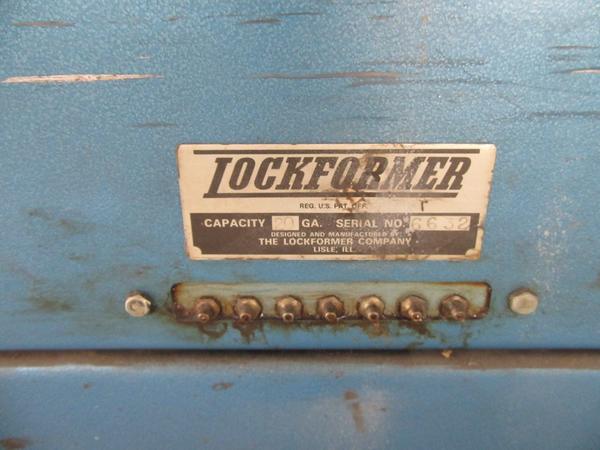 LOCKFORMER
REG. U.S. PAT. OFF.
CAPACITY 20 GA. SERIAL NO. 6632
DESIGNED AND MANUFACTURED BY
THE LOCKFORMER COMPANY
LISLE, ILL.